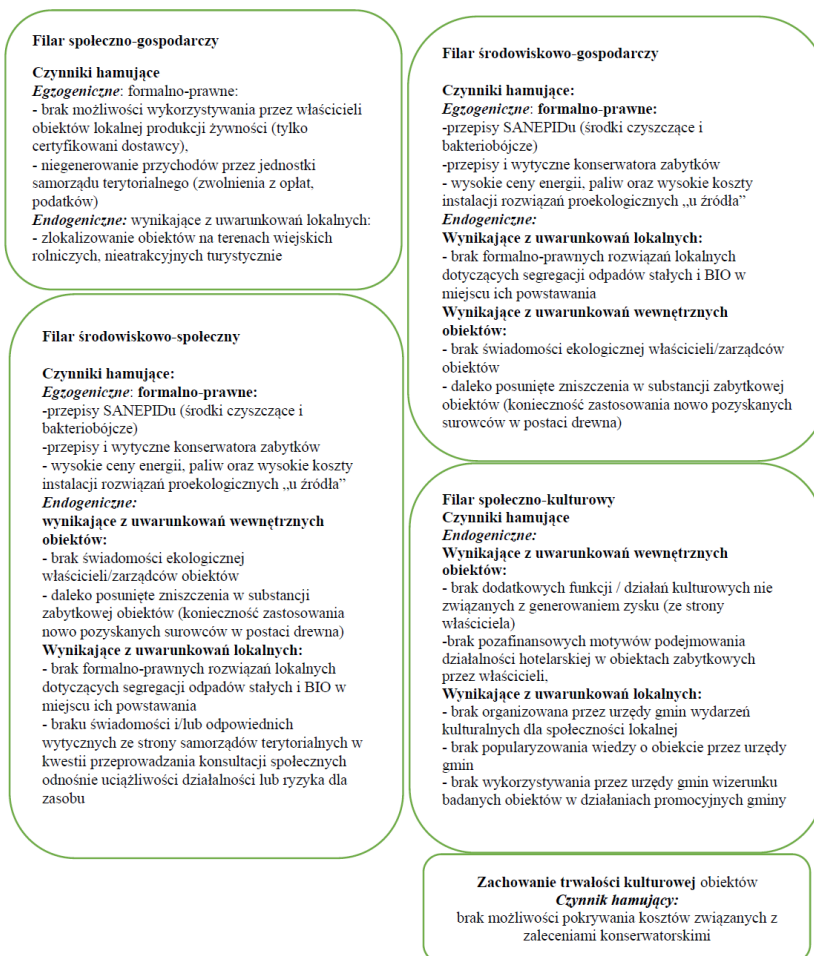 Filar społeczno-gospodarczy
Czynniki hamujące
Egzogeniczne: formalno-prawne:
- brak możliwości wykorzystywania przez właścicieli
obiektów lokalnej produkcji żywności (tylko
certyfikowani dostawcy),
- niegenerowanie przychodów przez jednostki
samorządu terytorialnego (zwolnienia z opłat,
podatków)
Endogeniczne: wynikające z uwarunkowań lokalnych:
- zlokalizowanie obiektów na terenach wiejskich
rolniczych, nieatrakcyjnych turystycznie
Filar środowiskowo-gospodarczy
Czynniki hamujące:
Egzogeniczne: formalno-prawne:
-przepisy SANEPIDu (środki czyszczące i
bakteriobójcze)
-przepisy i wytyczne konserwatora zabytków
- wysokie ceny energii, paliw oraz wysokie koszty
instalacji rozwiązań proekologicznych „u źródła”
Endogeniczne:
Wynikające z uwarunkowań lokalnych:
- brak formalno-prawnych rozwiązań lokalnych
dotyczących segregacji odpadów stałych i BIO w
miejscu ich powstawania
Wynikające z uwarunkowań wewnętrznych
obiektów:
- brak świadomości ekologicznej właścicieli/zarządców
obiektów
- daleko posunięte zniszczenia w substancji zabytkowej
obiektów (konieczność zastosowania nowo pozyskanych
surowców w postaci drewna)
Filar środowiskowo-społeczny
Czynniki hamujące:
Egzogeniczne: formalno-prawne:
-przepisy SANEPIDu (środki czyszczące i
bakteriobójcze)
-przepisy i wytyczne konserwatora zabytków
- wysokie ceny energii, paliw oraz wysokie koszty
instalacji rozwiązań proekologicznych „u źródła”
Endogeniczne:
wynikające z uwarunkowań wewnętrznych
obiektów:
- brak świadomości ekologicznej
właścicieli/zarządców obiektów
- daleko posunięte zniszczenia w substancji
zabytkowej obiektów (konieczność zastosowania
nowo pozyskanych surowców w postaci drewna)
Wynikające z uwarunkowań lokalnych:
- brak formalno-prawnych rozwiązań lokalnych
dotyczących segregacji odpadów stałych i BIO w
miejscu ich powstawania
- braku świadomości i/lub odpowiednich
wytycznych ze strony samorządów terytorialnych w
kwestii przeprowadzania konsultacji społecznych
odnośnie uciążliwości działalności lub ryzyka dla
zasobu
Filar społeczno-kulturowy
Czynniki hamujące
Endogeniczne:
Wynikające z uwarunkowań wewnętrznych
obiektów:
- brak dodatkowych funkcji / działań kulturowych nie
związanych z generowaniem zysku (ze strony
właściciela)
-brak pozafinansowych motywów podejmowania
działalności hotelarskiej w obiektach zabytkowych
przez właścicieli,
Wynikające z uwarunkowań lokalnych:
- brak organizowana przez urzędy gmin wydarzeń
kulturalnych dla społeczności lokalnej
- brak popularyzowania wiedzy o obiekcie przez urzędy
gmin
- brak wykorzystywania przez urzędy gmin wizerunku
badanych obiektów w działaniach promocyjnych gminy
Zachowanie trwałości kulturowej obiektów
Czynnik hamujący:
brak możliwości pokrywania kosztów związanych z
zaleceniami konserwatorskimi